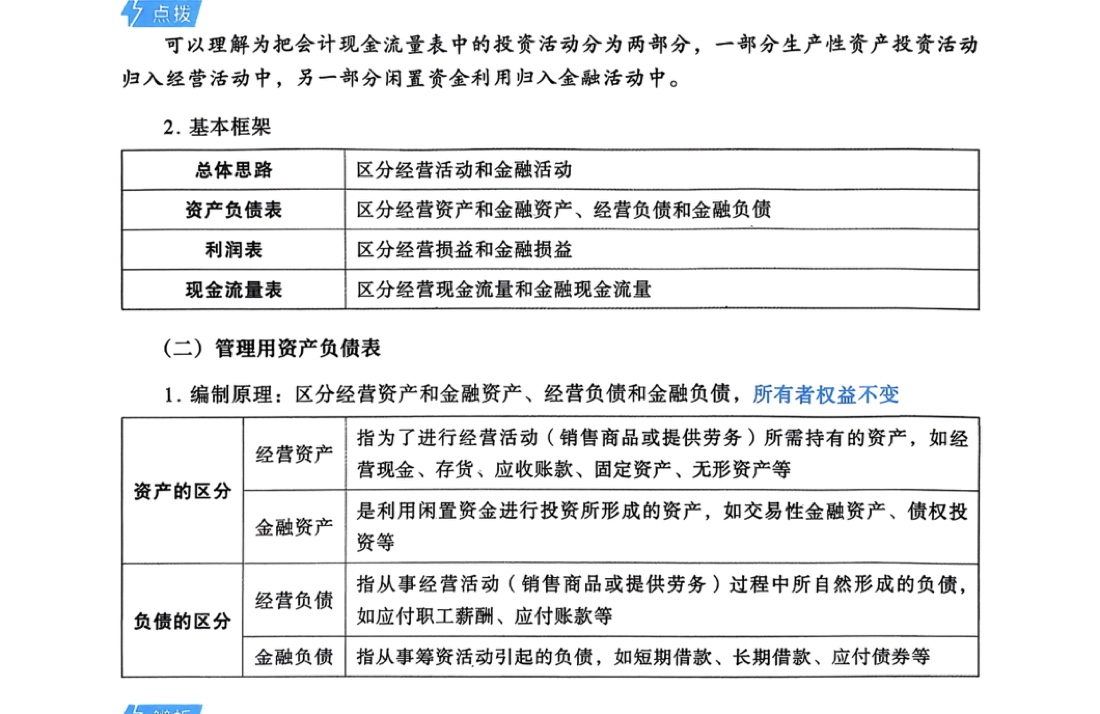 点拨
可以理解为把会计现金流量表中的投资活动分为两部分，一部分生产性资产投资活动
归入经营活动中，另一部分闲置资金利用归入金融活动中。
2. 基本框架
总体思路 区分经营活动和金融活动
资产负债表 区分经营资产和金融资产、经营负债和金融负债
利润表 区分经营损益和金融损益
现金流量表 区分经营现金流量和金融现金流量
（二）管理用资产负债表
1. 编制原理：区分经营资产和金融资产、经营负债和金融负债，所有者权益不变
资产的区分
经营资产
指为了进行经营活动（销售商品或提供劳务）所需持有的资产，如经
营现金、存货、应收账款、固定资产、无形资产等
金融资产
是利用闲置资金进行投资所形成的资产，如交易性金融资产、债权投
资等
负债的区分
经营负债
指从事经营活动（销售商品或提供劳务）过程中所自然形成的负债，
如应付职工薪酬、应付账款等
金融负债 指从事筹资活动引起的负债，如短期借款、长期借款、应付债券等